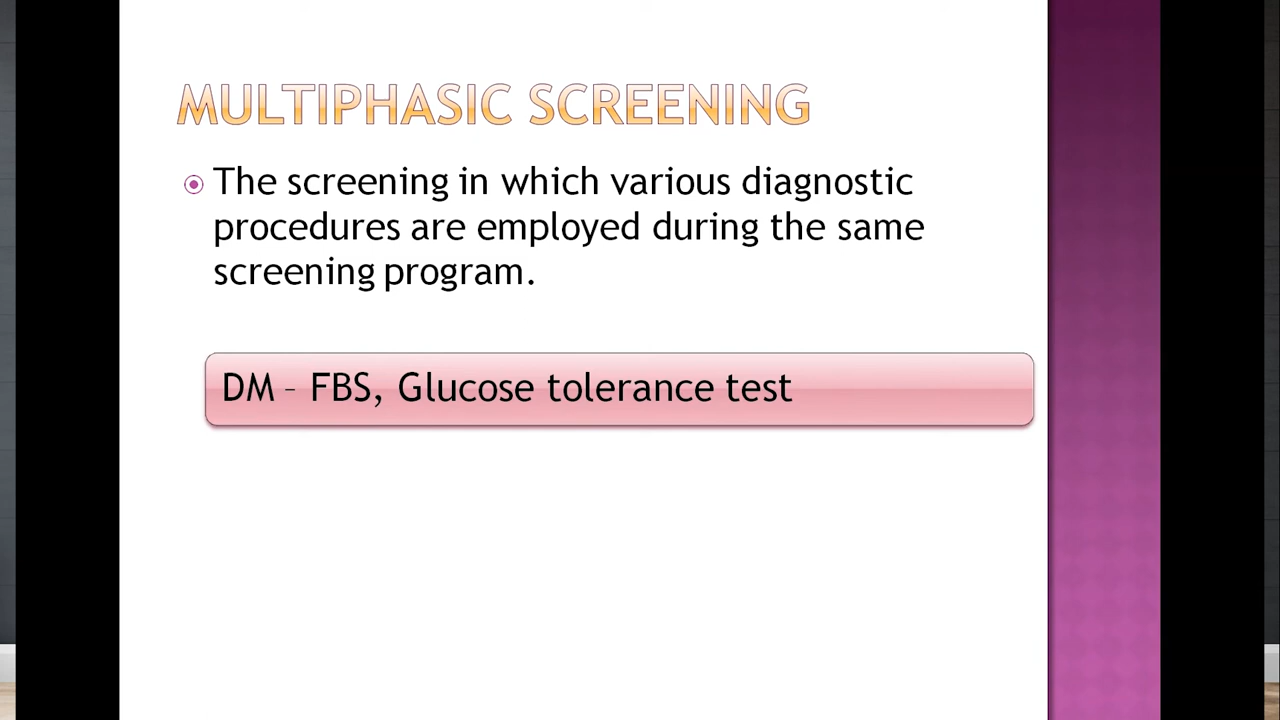 MULTIPHASIC SCREENING
The screening in which various diagnostic
procedures are employed during the same
screening program.
DM – FBS, Glucose tolerance test